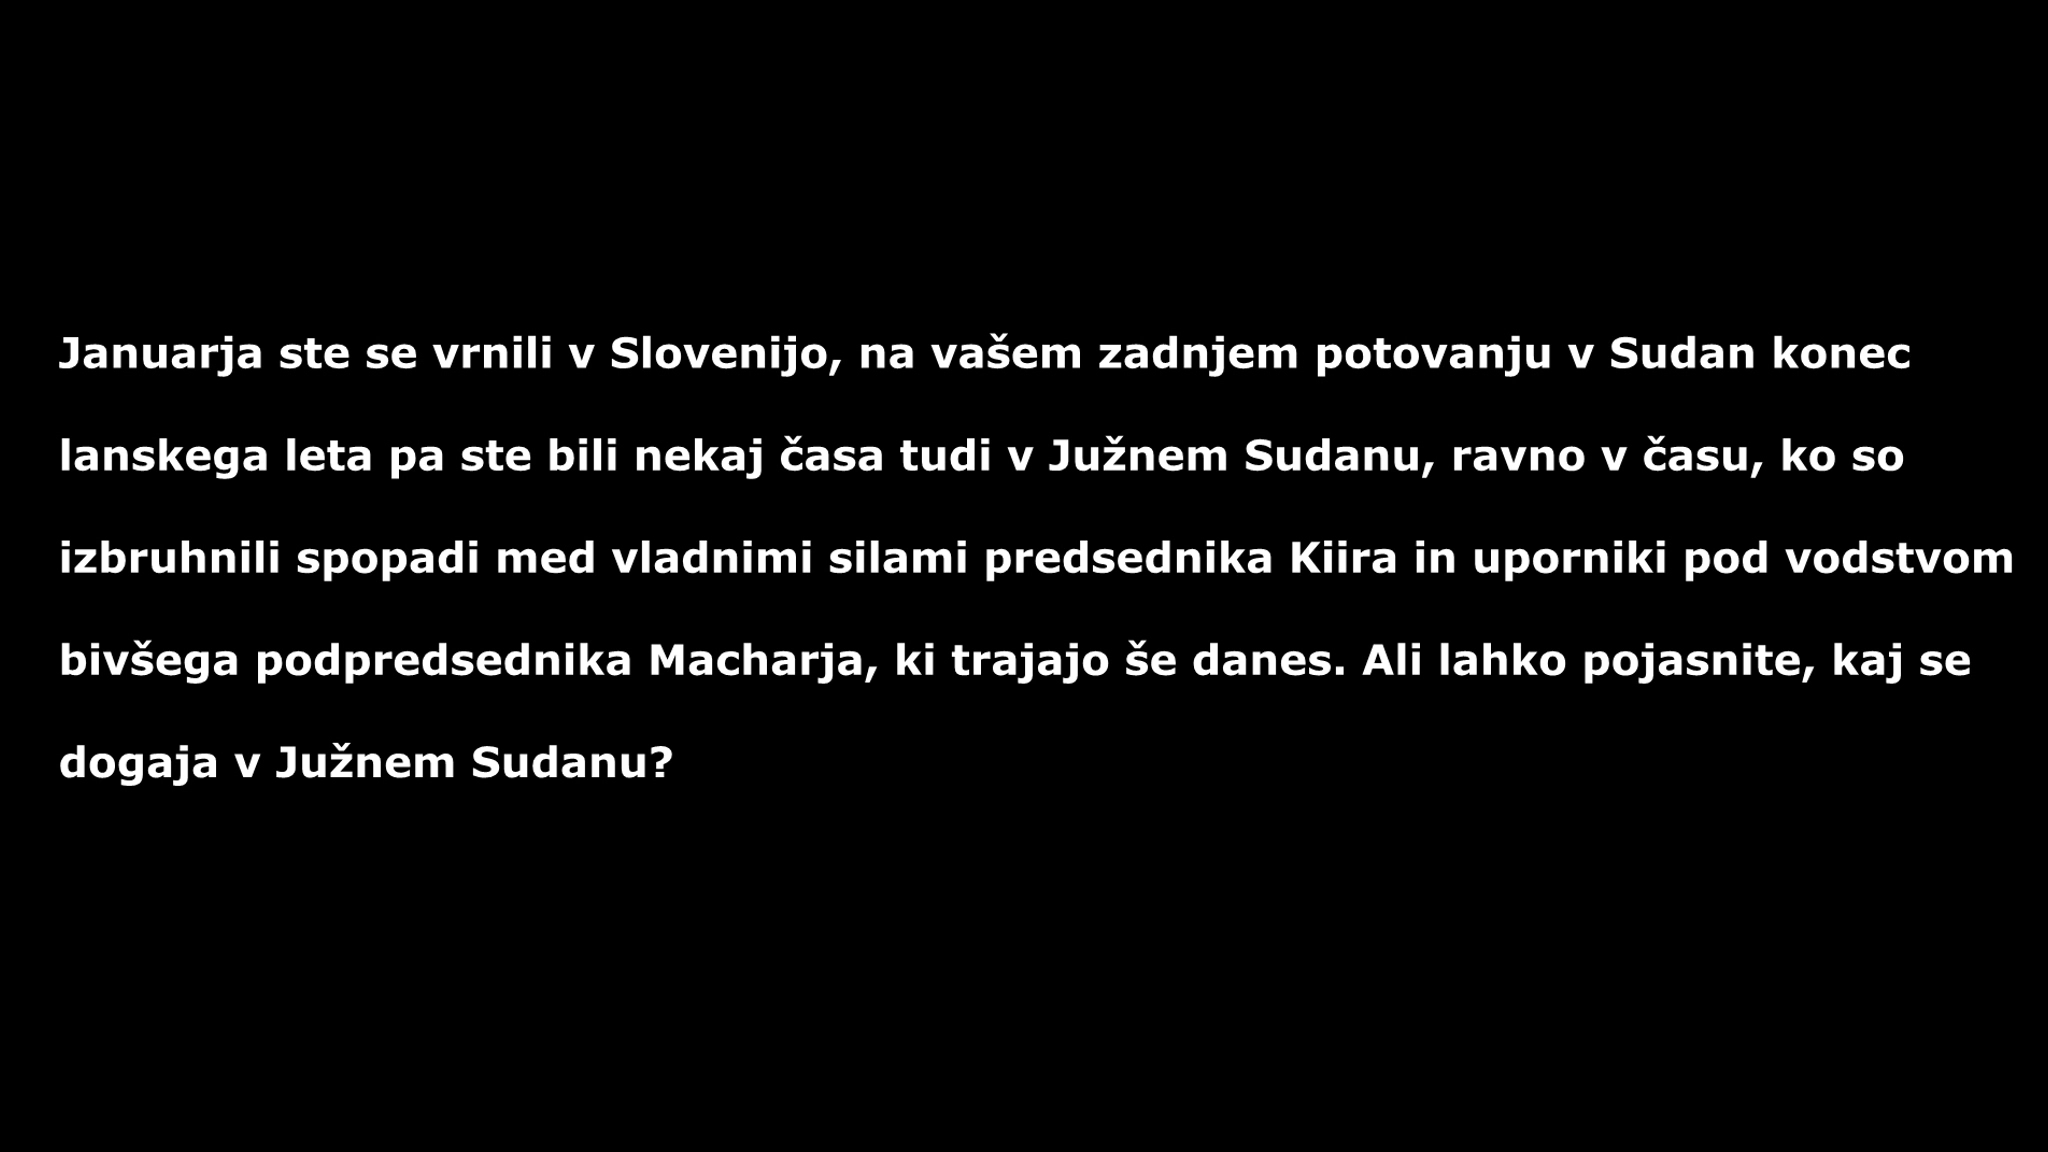 Januarja ste se vrnili v Slovenijo, na vašem zadnjem potovanju v Sudan konec
lanskega leta pa ste bili nekaj časa tudi v Južnem Sudanu, ravno v času, ko so
izbruhnili spopadi med vladnimi silami predsednika Kiira in uporniki pod vodstvom
bivšega podpredsednika Macharja, ki trajajo še danes. Ali lahko pojasnite, kaj se
dogaja v Južnem Sudanu?